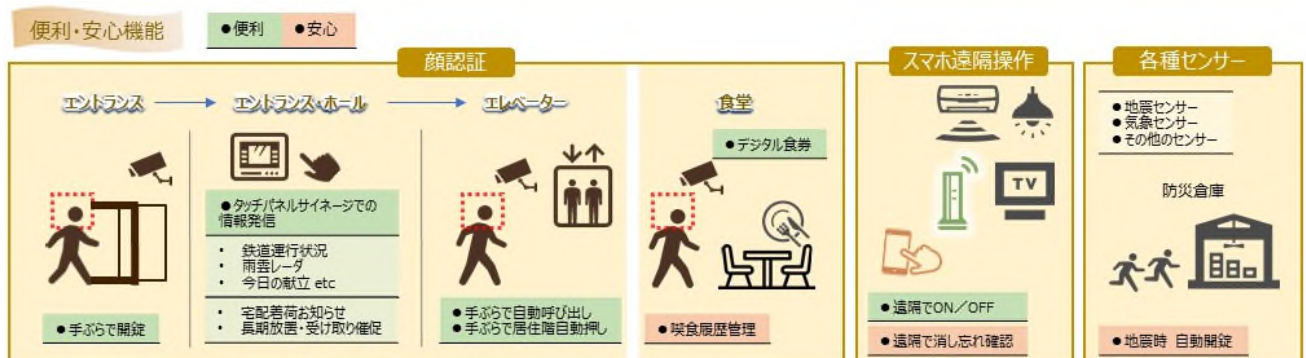 便利・安心機能
●便利 ●安心
顔認証
エントランス
エントランス・ホール
エレベーター
食堂
●手ぶらで開錠
●タッチパネルサイネージでの
情報発信
・ 鉄道運行状況
・ 雨雲レーダ
・ 今日の献立 etc
・ 宅配着荷お知らせ
・ 長期放置・受け取り催促
●手ぶらで自動呼び出し
●手ぶらで居住階自動押し
●デジタル食券
●喫食履歴管理
スマホ遠隔操作
TV
●遠隔でON／OFF
●遠隔で消し忘れ確認
各種センサー
●地震センサー
●気象センサー
●その他のセンサー
防災倉庫
●地震時 自動開錠